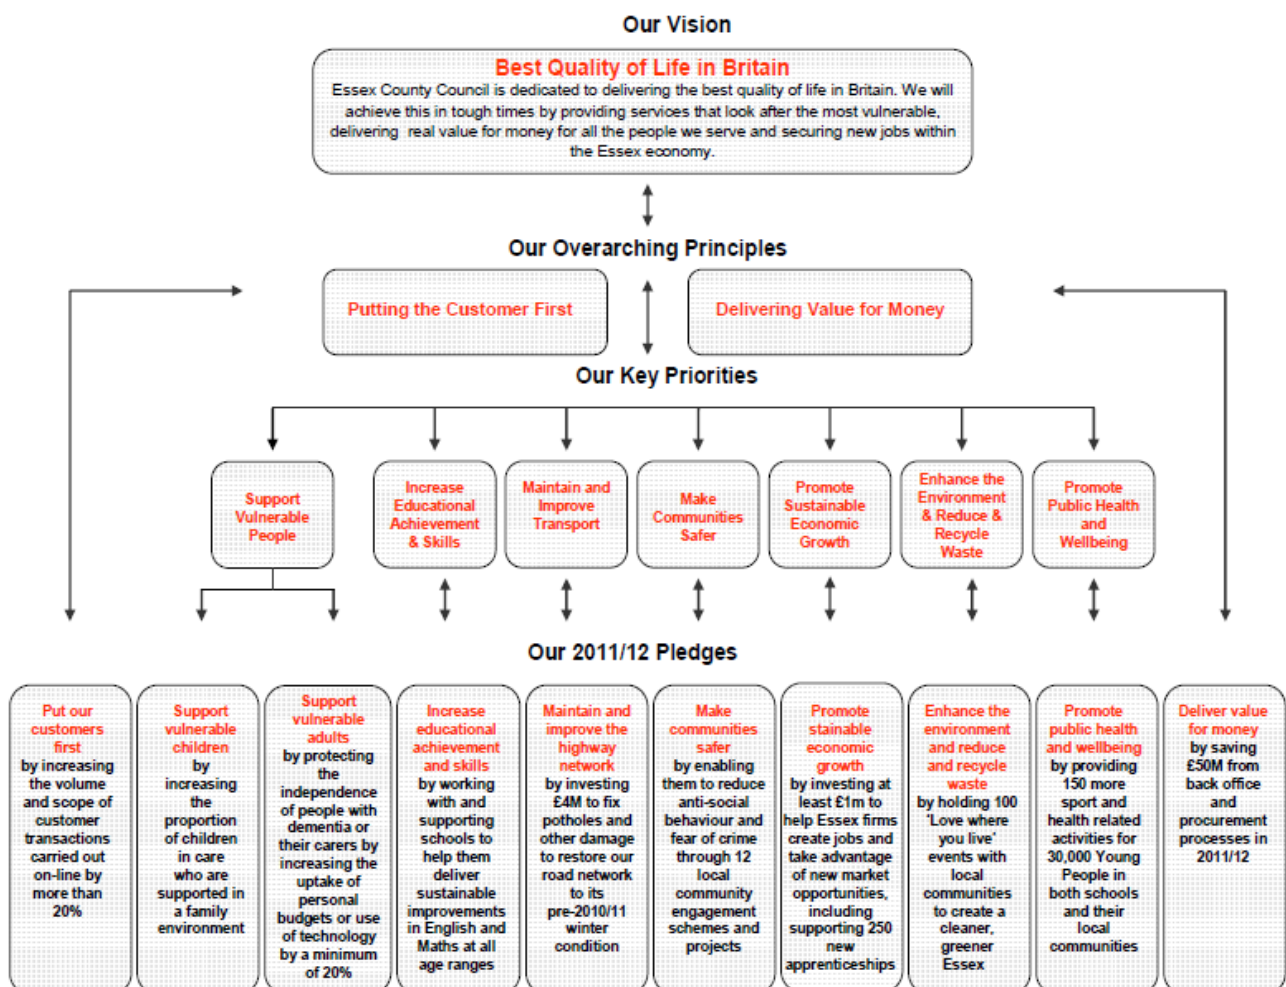 Our Vision
Best Quality of Life in Britain
Essex County Council is dedicated to delivering the best quality of life in Britain. We will
achieve this in tough times by providing services that look after the most vulnerable,
delivering real value for money for all the people we serve and securing new jobs within
the Essex economy.
Our Overarching Principles
Putting the Customer First
Delivering Value for Money
Our Key Priorities
Support
Vulnerable
People
Increase
Educational
Achievement
& Skills
Maintain and
Improve
Transport
Make
Communities
Safer
Promote
Sustainable
Economic
Growth
Enhance the
Environment
& Reduce &
Recycle
Waste
Promote
Public Health
and
Wellbeing
Our 2011/12 Pledges
Put our
customers
first
by increasing
the volume
and scope of
customer
transactions
carried out
on-line by
more than
20%
Support
vulnerable
children
by
increasing
the
proportion
of children
in care
who are
supported in
a family
environment
Support
vulnerable
adults
by protecting
the
independence
of people with
dementia or
their carers by
increasing the
uptake of
personal
budgets or use
of technology
by a minimum
of 20%
Increase
educational
achievement
and skills
by working
with and
supporting
schools to
help them
deliver
sustainable
improvements
in English and
Maths at all
age ranges
Maintain and
improve the
highway
network
by investing
£4M to fix
potholes and
other damage
to restore our
road network
to its
pre-2010/11
winter
condition
Make
communities
safer
by enabling
them to reduce
anti-social
behaviour and
fear of crime
through 12
local
community
engagement
schemes and
projects
Promote
stainable
economic
growth
by investing at
least £1m to
help Essex firms
create jobs and
take advantage
of new market
opportunities,
including
supporting 250
new
apprenticeships
Enhance the
environment
and reduce
and recycle
waste
by holding 100
'Love where
you live'
events with
local
communities
to create a
cleaner,
greener
Essex
Promote
public health
and wellbeing
by providing
150 more
sport and
health related
activities for
30,000 Young
People in
both schools
and their
local
communities
Deliver value
for money
by saving
£50M from
back office
and
procurement
processes in
2011/12